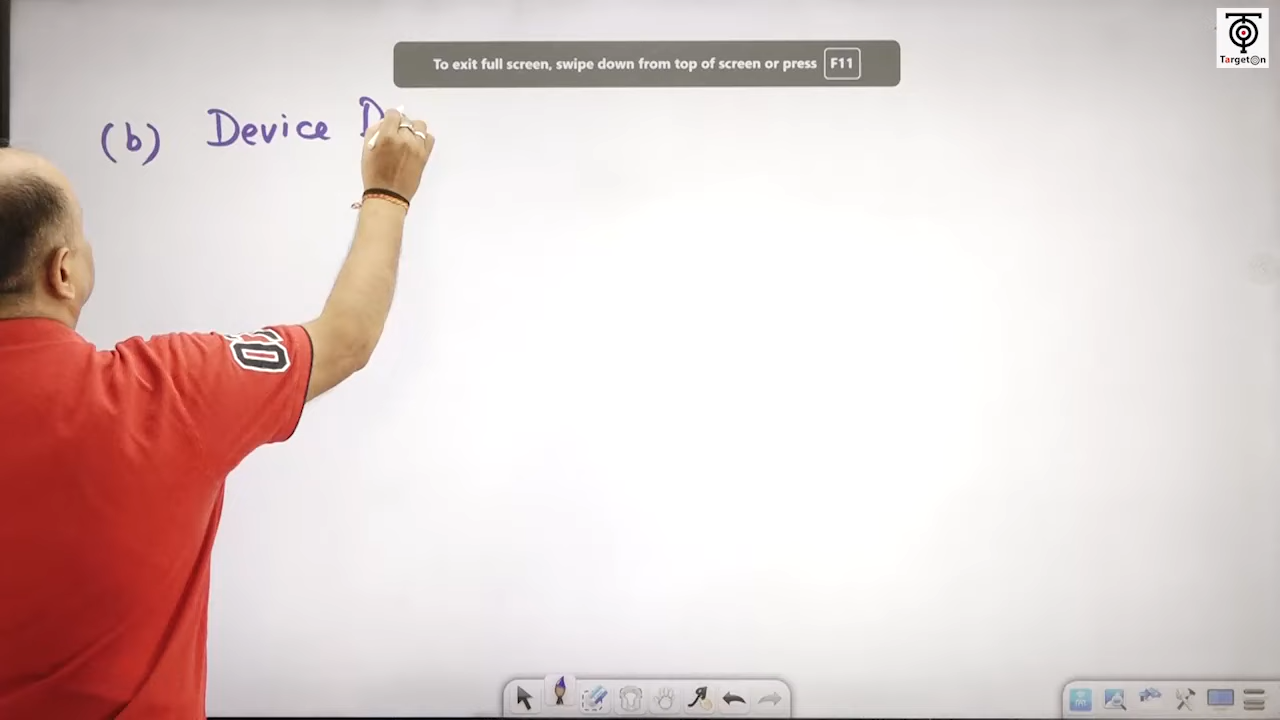 To exit full screen, swipe down from top of screen or press F11
TargetOn
(b) Device D